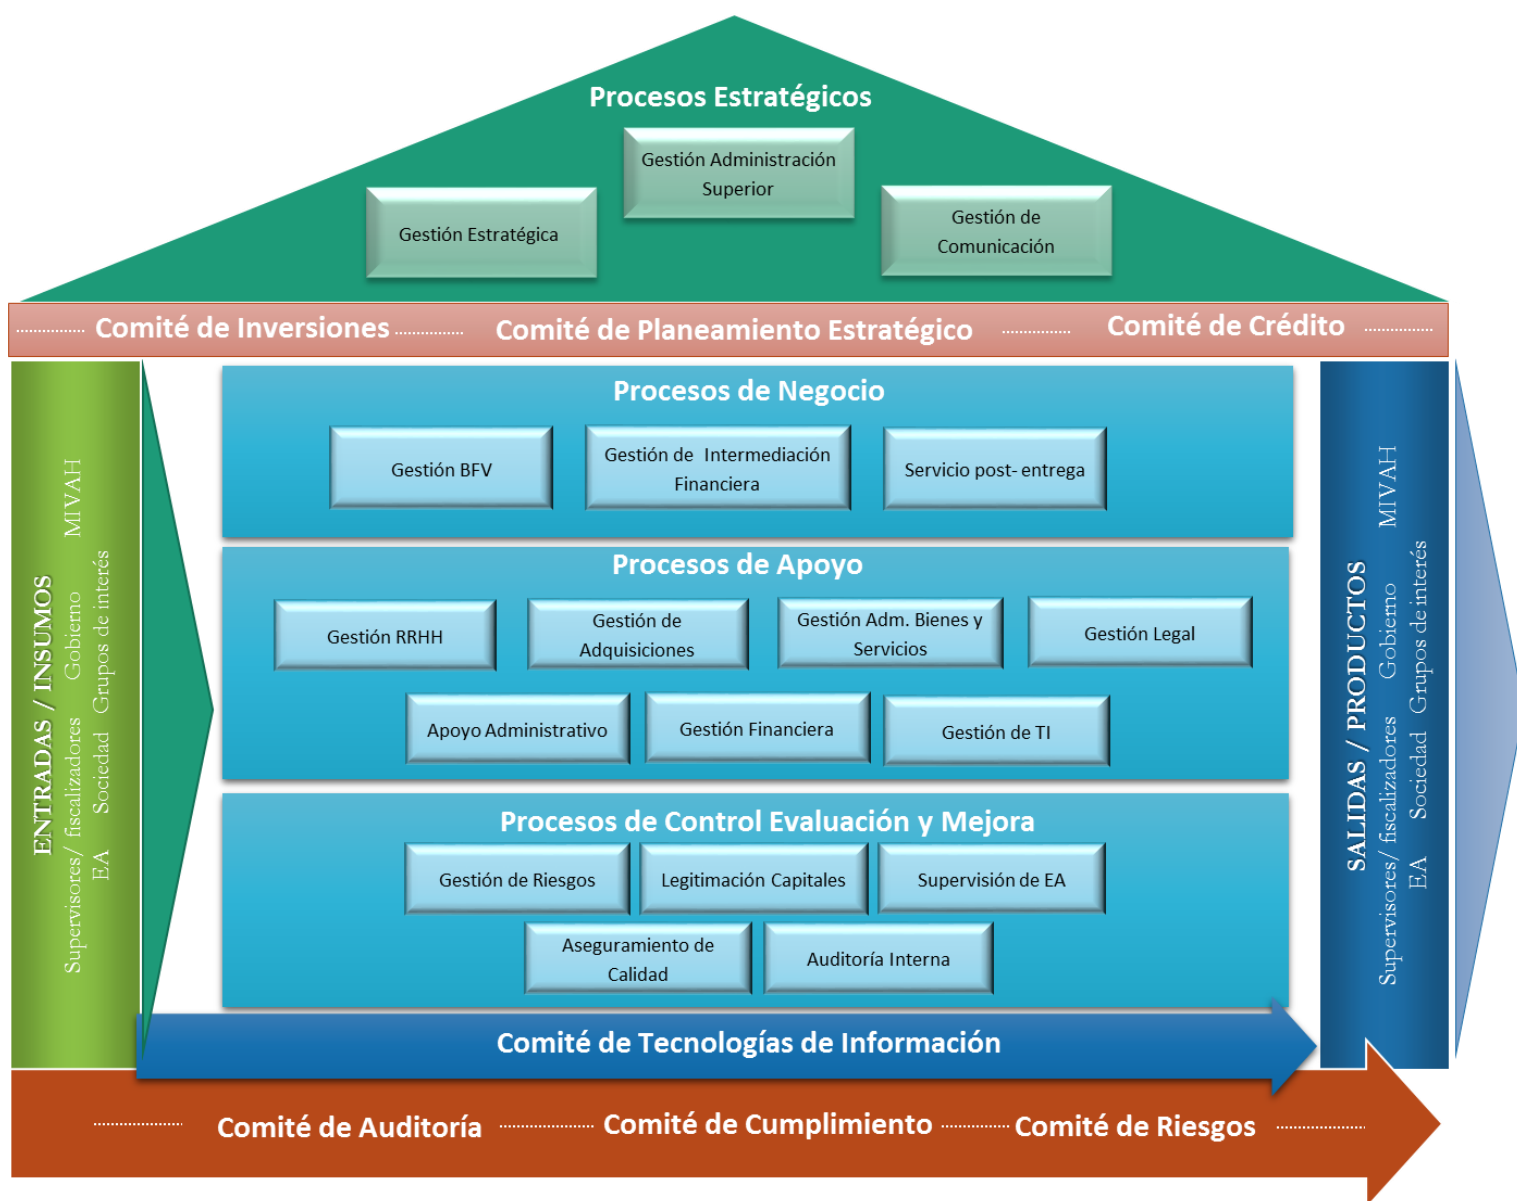 Procesos Estratégicos
Gestión Administración
Superior
Gestión Estratégica
Gestión de
Comunicación
Comité de Inversiones
Comité de Planeamiento Estratégico
Comité de Crédito
ENTRADAS / INSUMOS
Supervisores/ fiscalizadores Gobierno MIVAH
EA Sociedad Grupos de interés
Procesos de Negocio
Gestión BFV
Gestión de Intermediación
Financiera
Servicio post- entrega
Procesos de Apoyo
Gestión RRHH
Gestión de
Adquisiciones
Gestión Adm. Bienes y
Servicios
Gestión Legal
Apoyo Administrativo
Gestión Financiera
Gestión de TI
Procesos de Control Evaluación y Mejora
Gestión de Riesgos
Legitimación Capitales
Supervisión de EA
Aseguramiento de
Calidad
Auditoría Interna
SALIDAS / PRODUCTOS
Supervisores/ fiscalizadores Gobierno MIVAH
EA Sociedad Grupos de interés
Comité de Tecnologías de Información
Comité de Auditoría
Comité de Cumplimiento
Comité de Riesgos